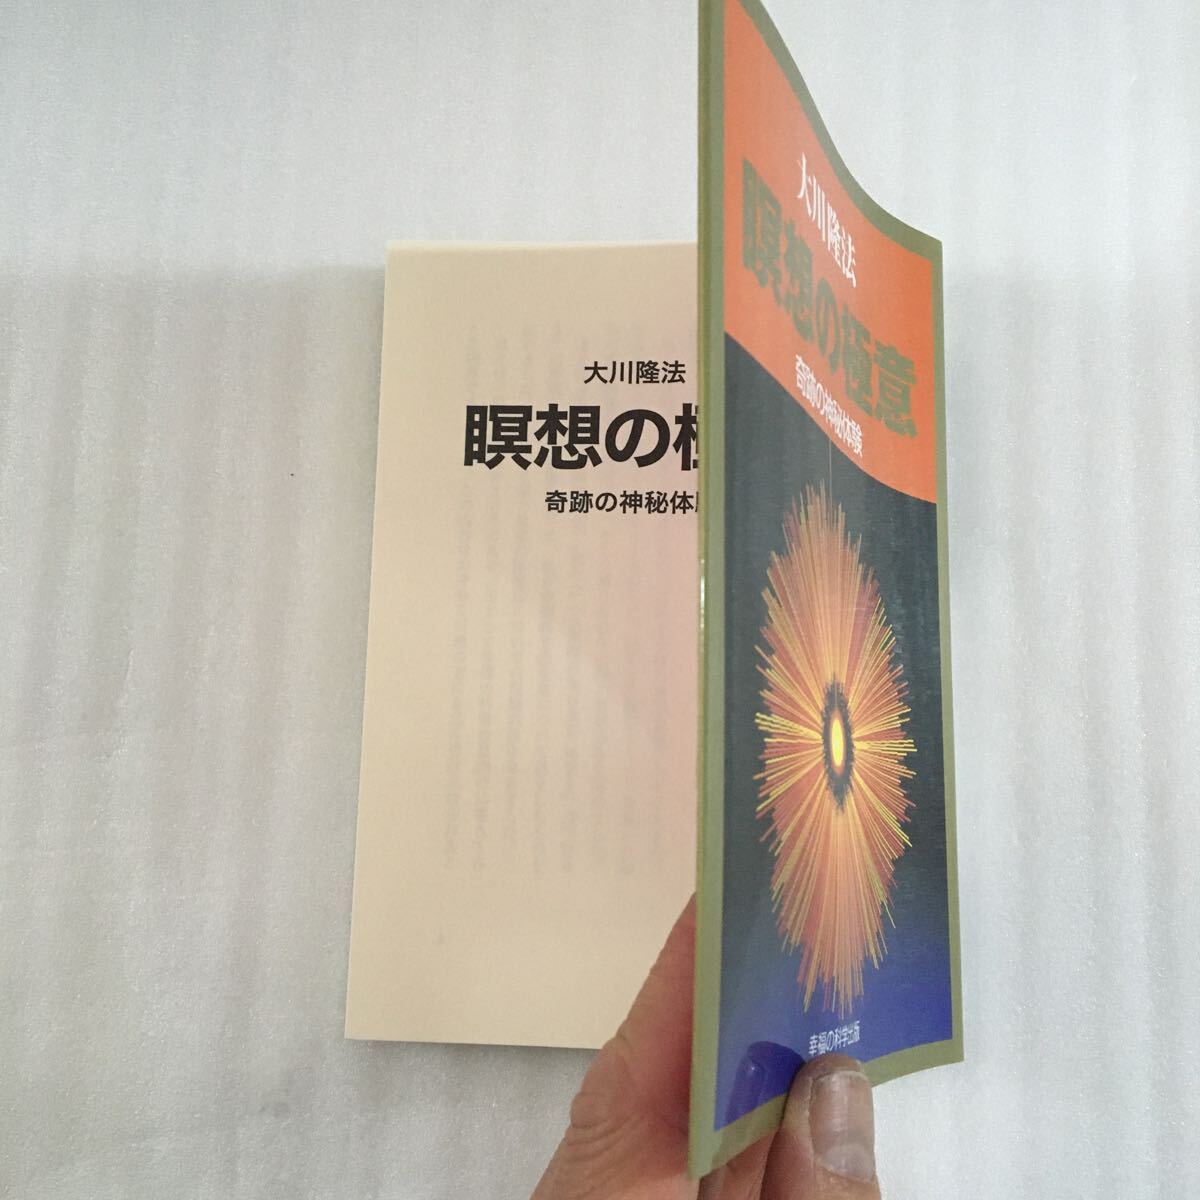 大川隆法
瞑想の極
奇跡の神秘体
大川隆法
瞑想の極意
奇跡の神秘体験
幸福の科学出版